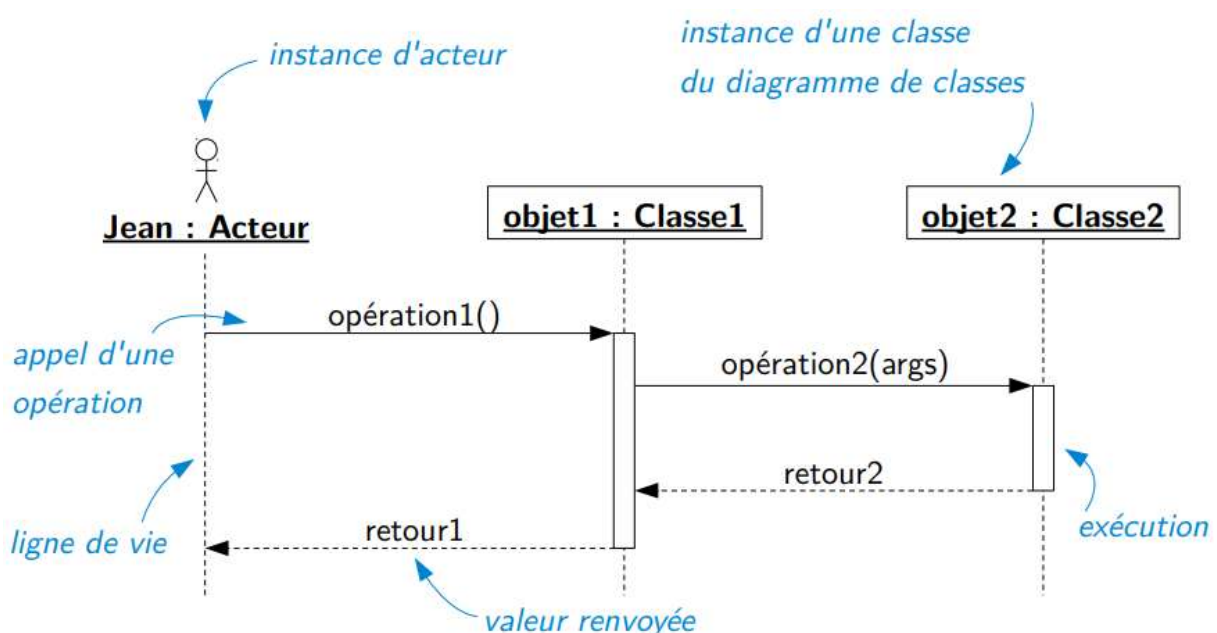 instance d'acteur
instance d'une classe
du diagramme de classes
Jean : Acteur
objet1 : Classe1
objet2 : Classe2
opération1()
appel d'une
opération
opération2(args)
retour2
exécution
ligne de vie
retour1
valeur renvoyée